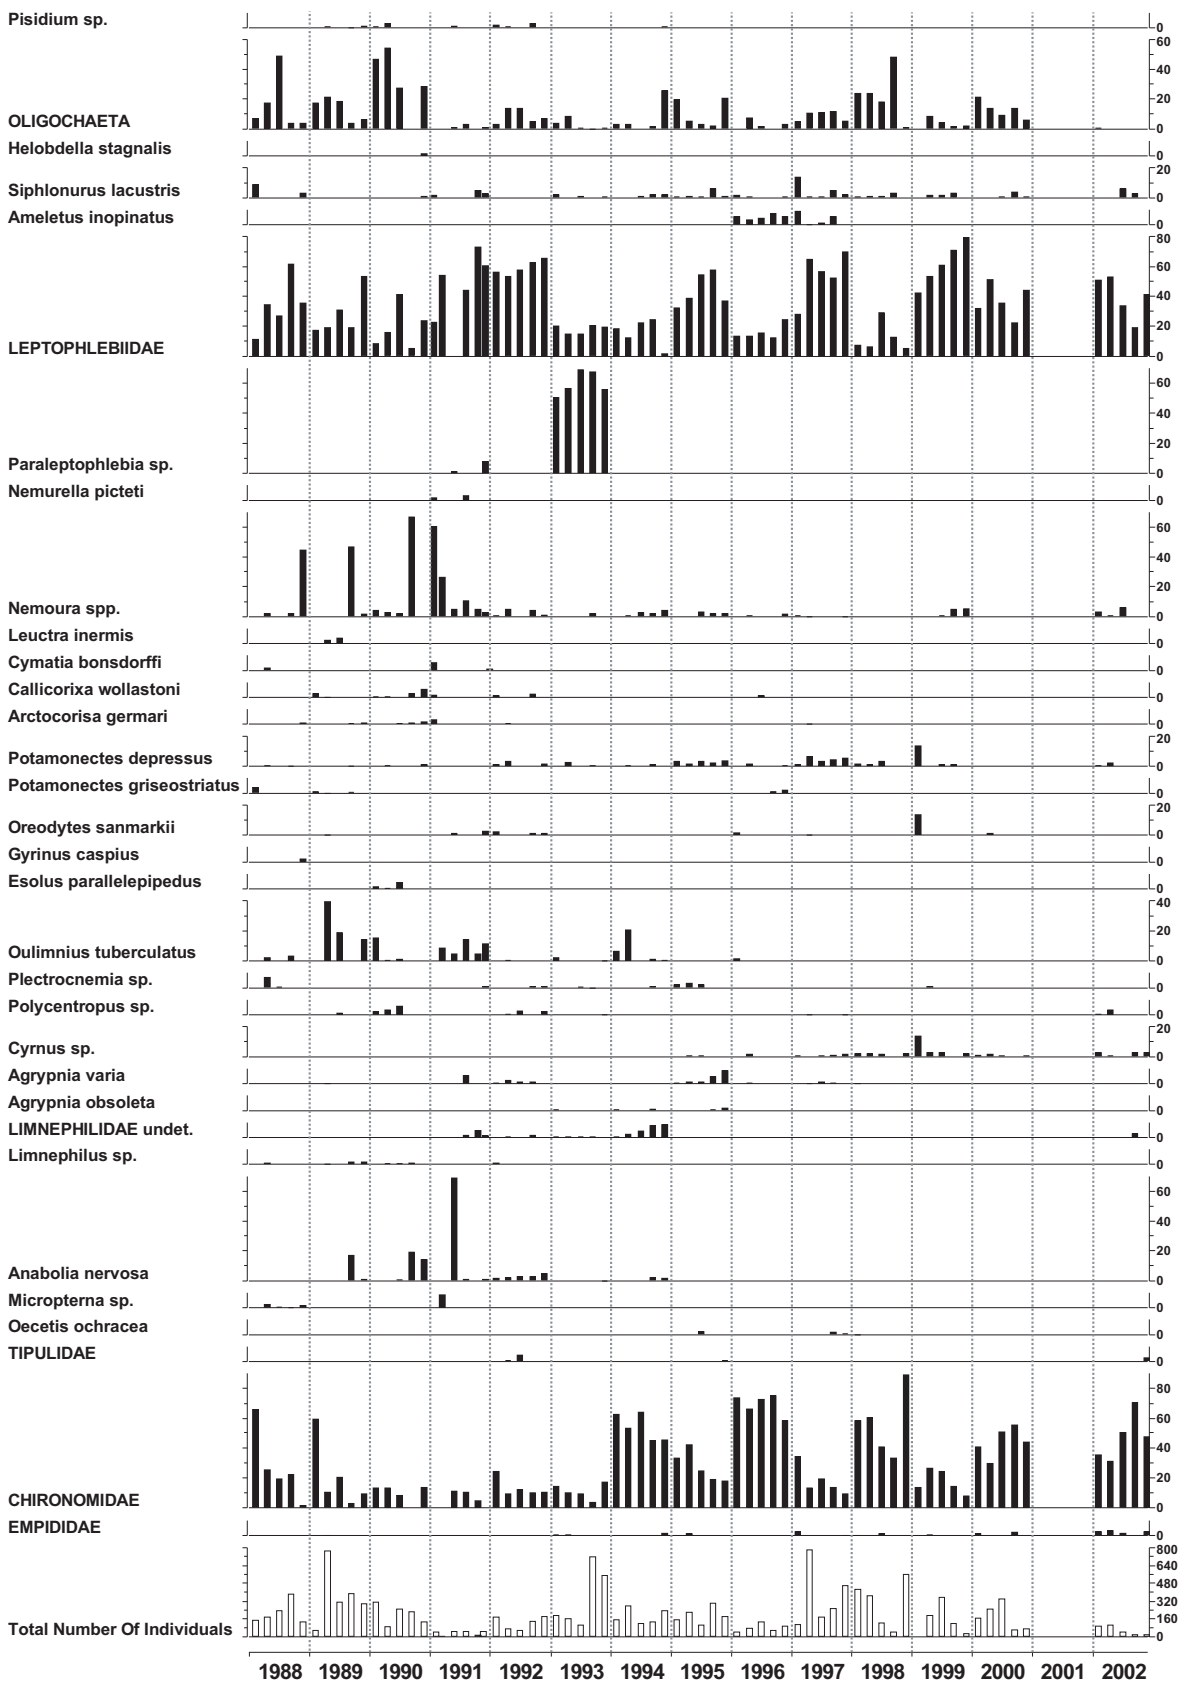 Pisidium sp.
0
60
40
20
OLIGOCHAETA
0
Helobdella stagnalis
0
20
Siphlonurus lacustris
0
Ameletus inopinatus
0
80
60
40
20
LEPTOPHLEBIIDAE
0
60
40
20
Paraleptophlebia sp.
0
Nemurella picteti
0
60
40
20
Nemoura spp.
0
Leuctra inermis
0
Cymatia bonsdorffi
0
Callicorixa wollastoni
0
Arctocorisa germari
0
20
Potamonectes depressus
0
Potamonectes griseostriatus
0
20
Oreodytes sanmarkii
0
Gyrinus caspius
0
Esolus parallelepipedus
0
40
20
Oulimnius tuberculatus
0
Plectrocnemia sp.
0
Polycentropus sp.
0
20
Cyrnus sp.
0
Agrypnia varia
0
Agrypnia obsoleta
0
LIMNEPHILIDAE undet.
0
Limnephilus sp.
0
60
40
20
Anabolia nervosa
0
Micropterna sp.
0
Oecetis ochracea
0
TIPULIDAE
0
80
60
40
20
CHIRONOMIDAE
0
EMPIDIDAE
0
800
640
480
320
160
Total Number Of Individuals
0
1988 1989 1990 1991 1992 1993 1994 1995 1996 1997 1998 1999 2000 2001 2002